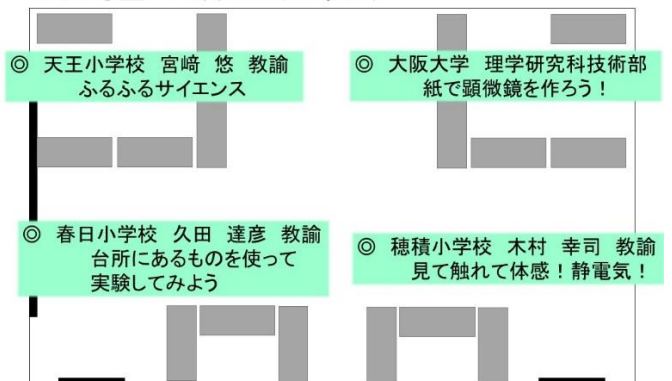 ◎ 天王小学校 宮﨑 悠 教諭
ふるふるサイエンス
◎ 大阪大学 理学研究科技術部
紙で顕微鏡を作ろう！
◎ 春日小学校 久田 達彦 教諭
台所にあるものを使って
実験してみよう
◎ 穂積小学校 木村 幸司 教諭
見て触れて体感！静電気！